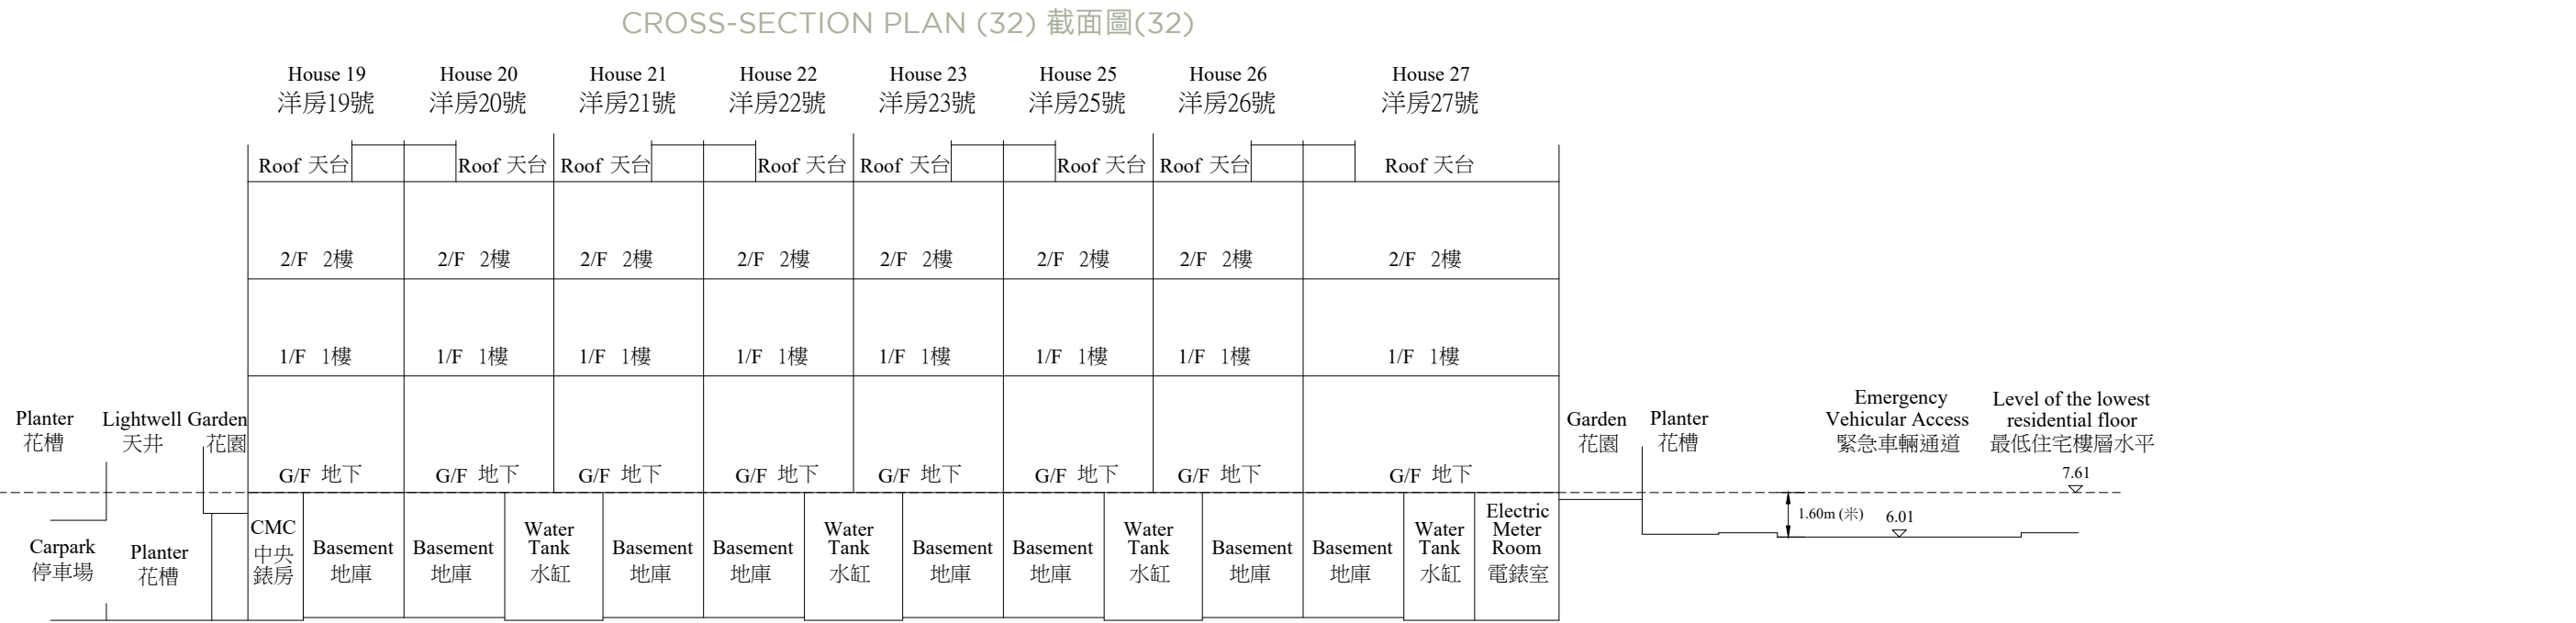 CROSS-SECTION PLAN (32) 截面圖(32)
House 19
洋房19號
House 20
洋房20號
House 21
洋房21號
House 22
洋房22號
House 23
洋房23號
House 25
洋房25號
House 26
洋房26號
House 27
洋房27號
Roof 天台
Roof 天台
Roof 天台
Roof 天台
Roof 天台
Roof 天台
Roof 天台
Roof 天台
2/F 2樓
2/F 2樓
2/F 2樓
2/F 2樓
2/F 2樓
2/F 2樓
2/F 2樓
2/F 2樓
1/F 1樓
1/F 1樓
1/F 1樓
1/F 1樓
1/F 1樓
1/F 1樓
1/F 1樓
1/F 1樓
Planter
花槽
Lightwell
天井
Garden
花園
G/F 地下
G/F 地下
G/F 地下
G/F 地下
G/F 地下
G/F 地下
G/F 地下
G/F 地下
Garden
花園
Planter
花槽
Emergency
Vehicular Access
緊急車輛通道
Level of the lowest
residential floor
最低住宅樓層水平
7.61
1.60m (米)
6.01
Carpark
停車場
Planter
花槽
CMC
中央
錶房
Basement
地庫
Basement
地庫
Water
Tank
水缸
Basement
地庫
Basement
地庫
Water
Tank
水缸
Basement
地庫
Basement
地庫
Water
Tank
水缸
Basement
地庫
Basement
地庫
Water
Tank
水缸
Electric
Meter
Room
電錶室